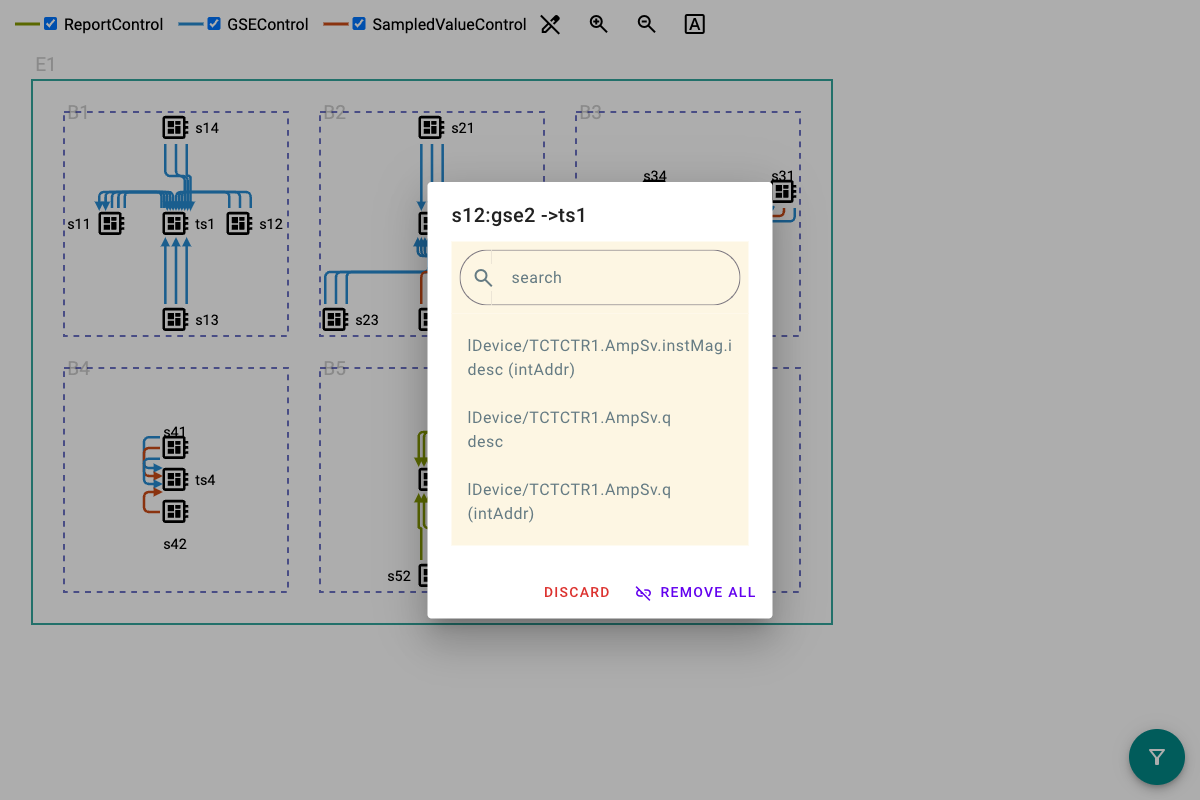 ReportControl GSEControl SampledValueControl A
E1
B1 B2 B3
s14 s21
s34 s31
s11 ts1 s12
s13 s23
B4 B5
s41
ts4
s42
s52
s12:gse2 ->ts1
search
lDevice/TCTCTR1.AmpSv.instMag.i
desc (intAddr)
lDevice/TCTCTR1.AmpSv.q
desc
lDevice/TCTCTR1.AmpSv.q
(intAddr)
DISCARD REMOVE ALL